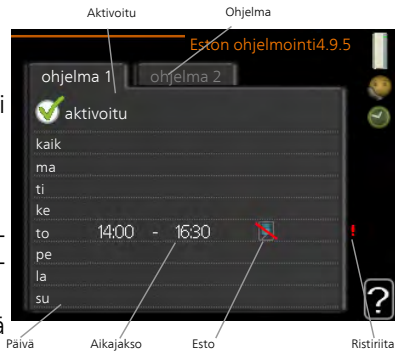 Aktivoitu Ohjelma
Eston ohjelmointi4.9.5
ohjelma 1 ohjelma 2
i
aktivoitu
kaik
ma
ti
ke
to 14:00 - 16:30 !
pe
la
su
?
ä
Päivä Aikajakso Esto Ristiriita